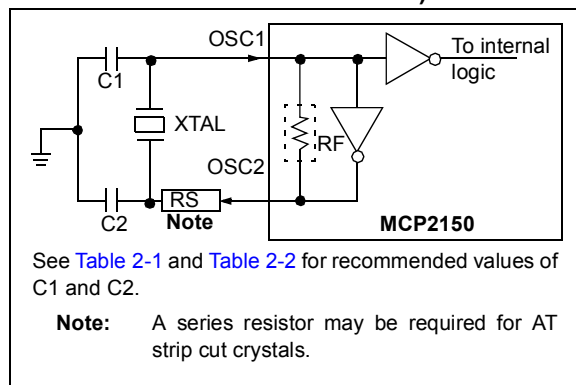 OSC1
To internal
logic
C1
XTAL
RF
OSC2
RS
C2
Note
MCP2150
See Table 2-1 and Table 2-2 for recommended values of
C1 and C2.
Note: A series resistor may be required for AT
strip cut crystals.